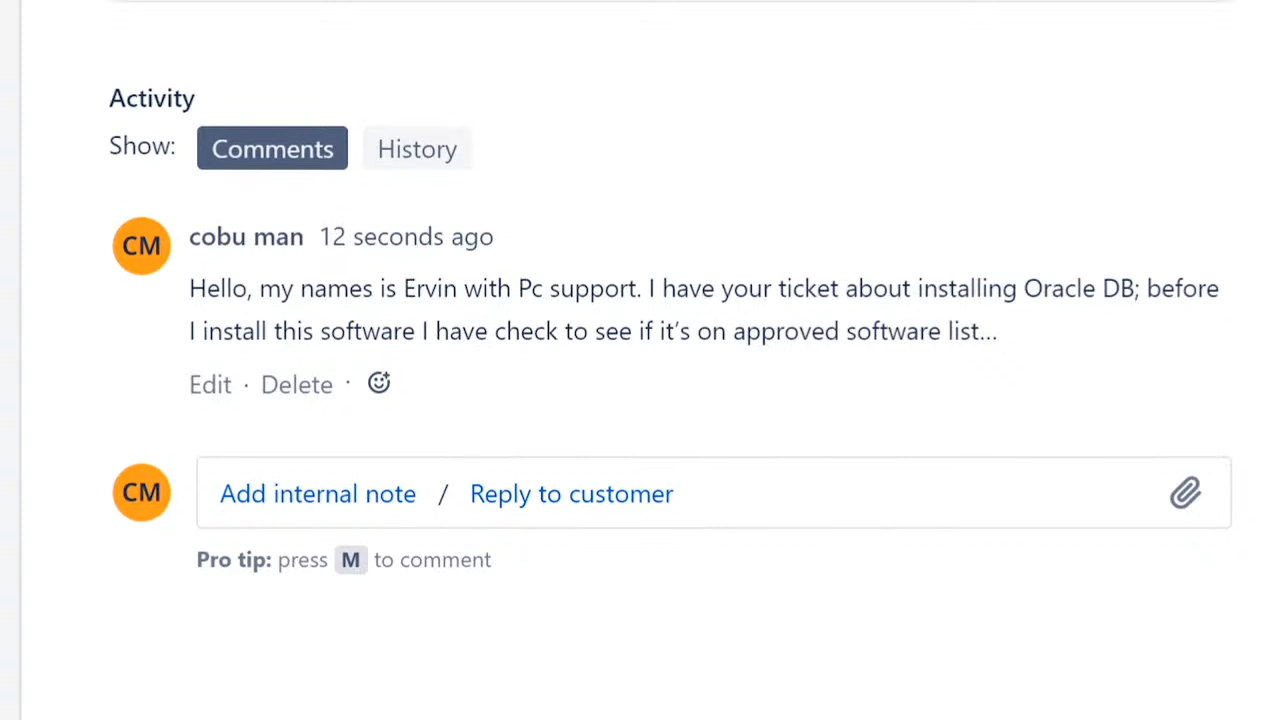 Activity
Show: Comments History
CM cobu man 12 seconds ago
Hello, my names is Ervin with Pc support. I have your ticket about installing Oracle DB; before
I install this software I have check to see if it’s on approved software list...
Edit · Delete ·
CM Add internal note / Reply to customer
Pro tip: press M to comment